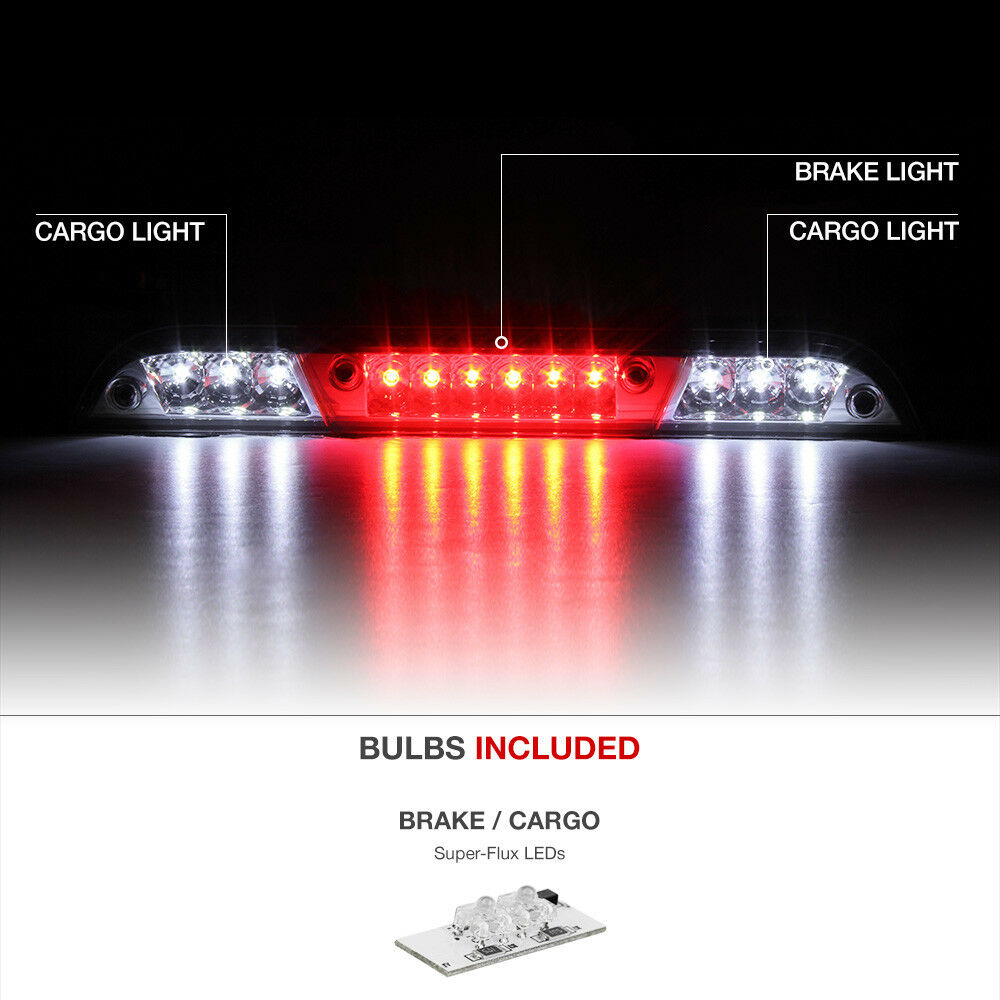 BRAKE LIGHT
CARGO LIGHT
CARGO LIGHT
BULBS INCLUDED
BRAKE / CARGO
Super-Flux LEDs